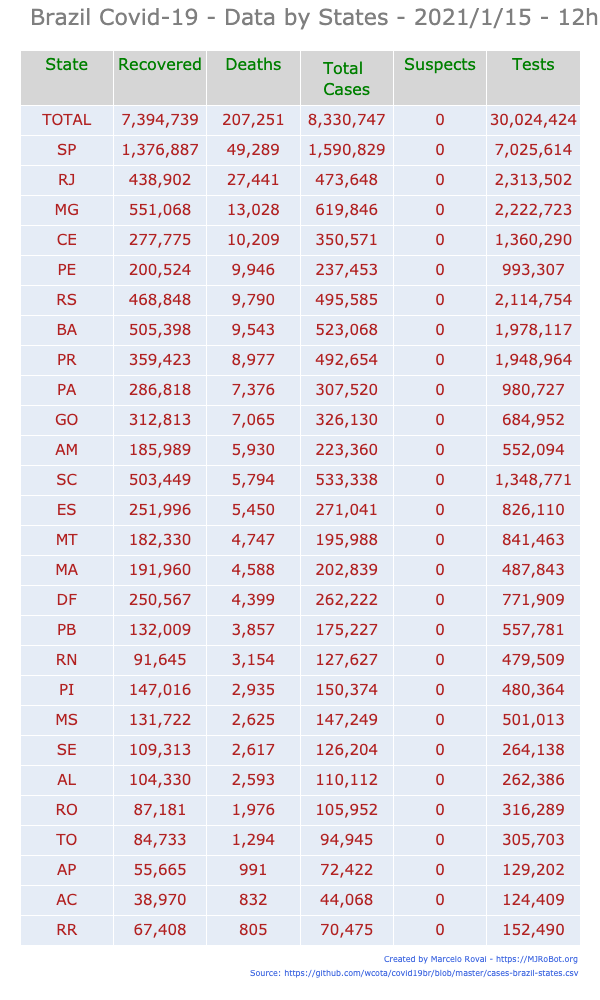 Brazil Covid-19 - Data by States - 2021/1/15 - 12h
State Recovered Deaths Total Cases Suspects Tests
TOTAL 7,394,739 207,251 8,330,747 0 30,024,424
SP 1,376,887 49,289 1,590,829 0 7,025,614
RJ 438,902 27,441 473,648 0 2,313,502
MG 551,068 13,028 619,846 0 2,222,723
CE 277,775 10,209 350,571 0 1,360,290
PE 200,524 9,946 237,453 0 993,307
RS 468,848 9,790 495,585 0 2,114,754
BA 505,398 9,543 523,068 0 1,978,117
PR 359,423 8,977 492,654 0 1,948,964
PA 286,818 7,376 307,520 0 980,727
GO 312,813 7,065 326,130 0 684,952
AM 185,989 5,930 223,360 0 552,094
SC 503,449 5,794 533,338 0 1,348,771
ES 251,996 5,450 271,041 0 826,110
MT 182,330 4,747 195,988 0 841,463
MA 191,960 4,588 202,839 0 487,843
DF 250,567 4,399 262,222 0 771,909
PB 132,009 3,857 175,227 0 557,781
RN 91,645 3,154 127,627 0 479,509
PI 147,016 2,935 150,374 0 480,364
MS 131,722 2,625 147,249 0 501,013
SE 109,313 2,617 126,204 0 264,138
AL 104,330 2,593 110,112 0 262,386
RO 87,181 1,976 105,952 0 316,289
TO 84,733 1,294 94,945 0 305,703
AP 55,665 991 72,422 0 129,202
AC 38,970 832 44,068 0 124,409
RR 67,408 805 70,475 0 152,490
Created by Marcelo Rovai - https://MJRoBot.org
Source: https://github.com/wcota/covid19br/blob/master/cases-brazil-states.csv